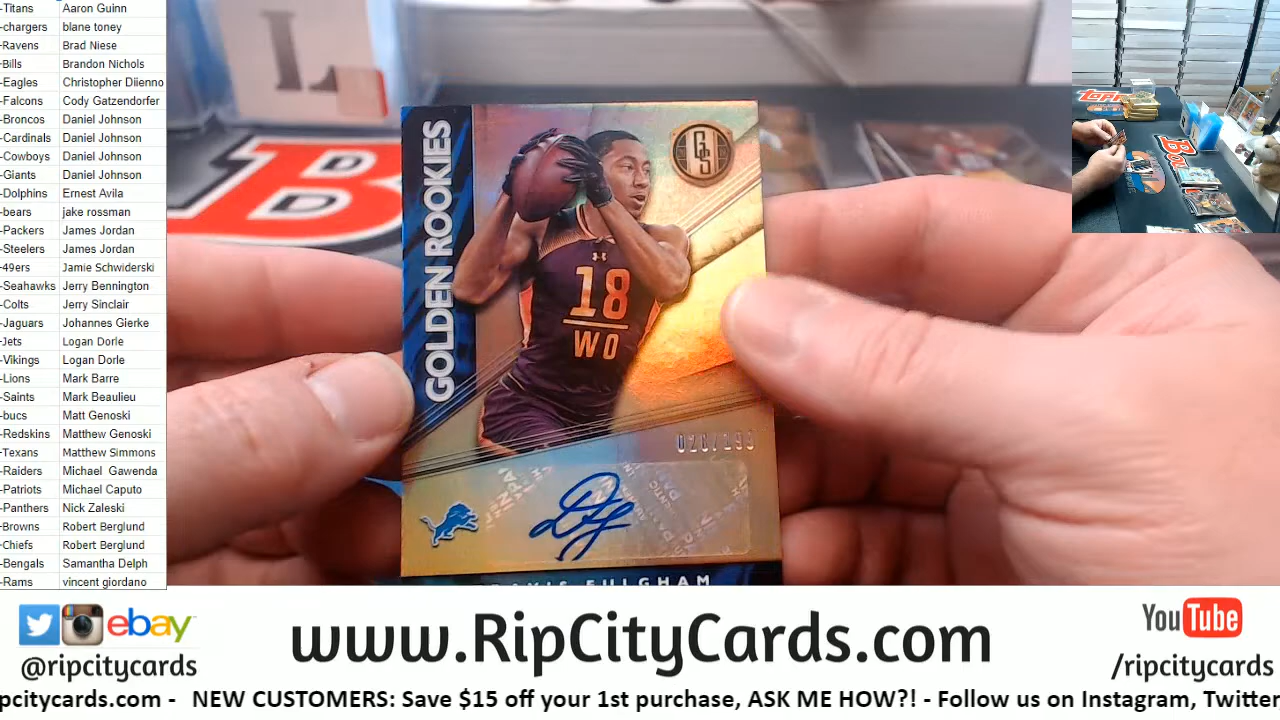 -Titans Aaron Guinn
-chargers blane toney
-Ravens Brad Niese
-Bills Brandon Nichols
-Eagles Christopher Diienno
-Falcons Cody Gatzendorfer
-Broncos Daniel Johnson
-Cardinals Daniel Johnson
-Cowboys Daniel Johnson
-Giants Daniel Johnson
-Dolphins Ernest Avila
-bears jake rossman
-Packers James Jordan
-Steelers James Jordan
-49ers Jamie Schwiderski
-Seahawks Jerry Bennington
-Colts Jerry Sinclair
-Jaguars Johannes Gierke
-Jets Logan Dorle
-Vikings Logan Dorle
-Lions Mark Barre
-Saints Mark Beaulieu
-bucs Matt Genoski
-Redskins Matthew Genoski
-Texans Matthew Simmons
-Raiders Michael Gawenda
-Patriots Michael Caputo
-Panthers Nick Zaleski
-Browns Robert Berglund
-Chiefs Robert Berglund
-Bengals Samantha Delph
-Rams vincent giordano
GOLDEN ROOKIES
GS
18
WO
FULGHAM
ebay
@ripcitycards
www.RipCityCards.com
YouTube
/ripcitycards
pcitycards.com - NEW CUSTOMERS: Save $15 off your 1st purchase, ASK ME HOW?! - Follow us on Instagram, Twitter